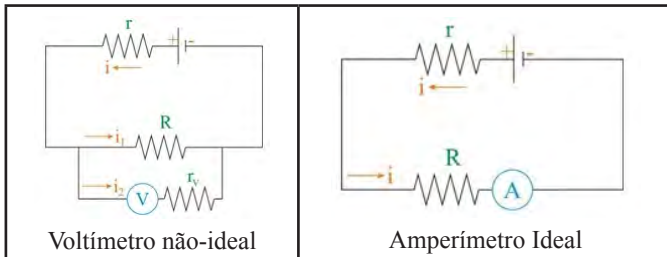 r
+ -
i
R
i₁
i₂
V
rᵥ
Voltímetro não-ideal
r
+ -
i
i
R
A
Amperímetro Ideal